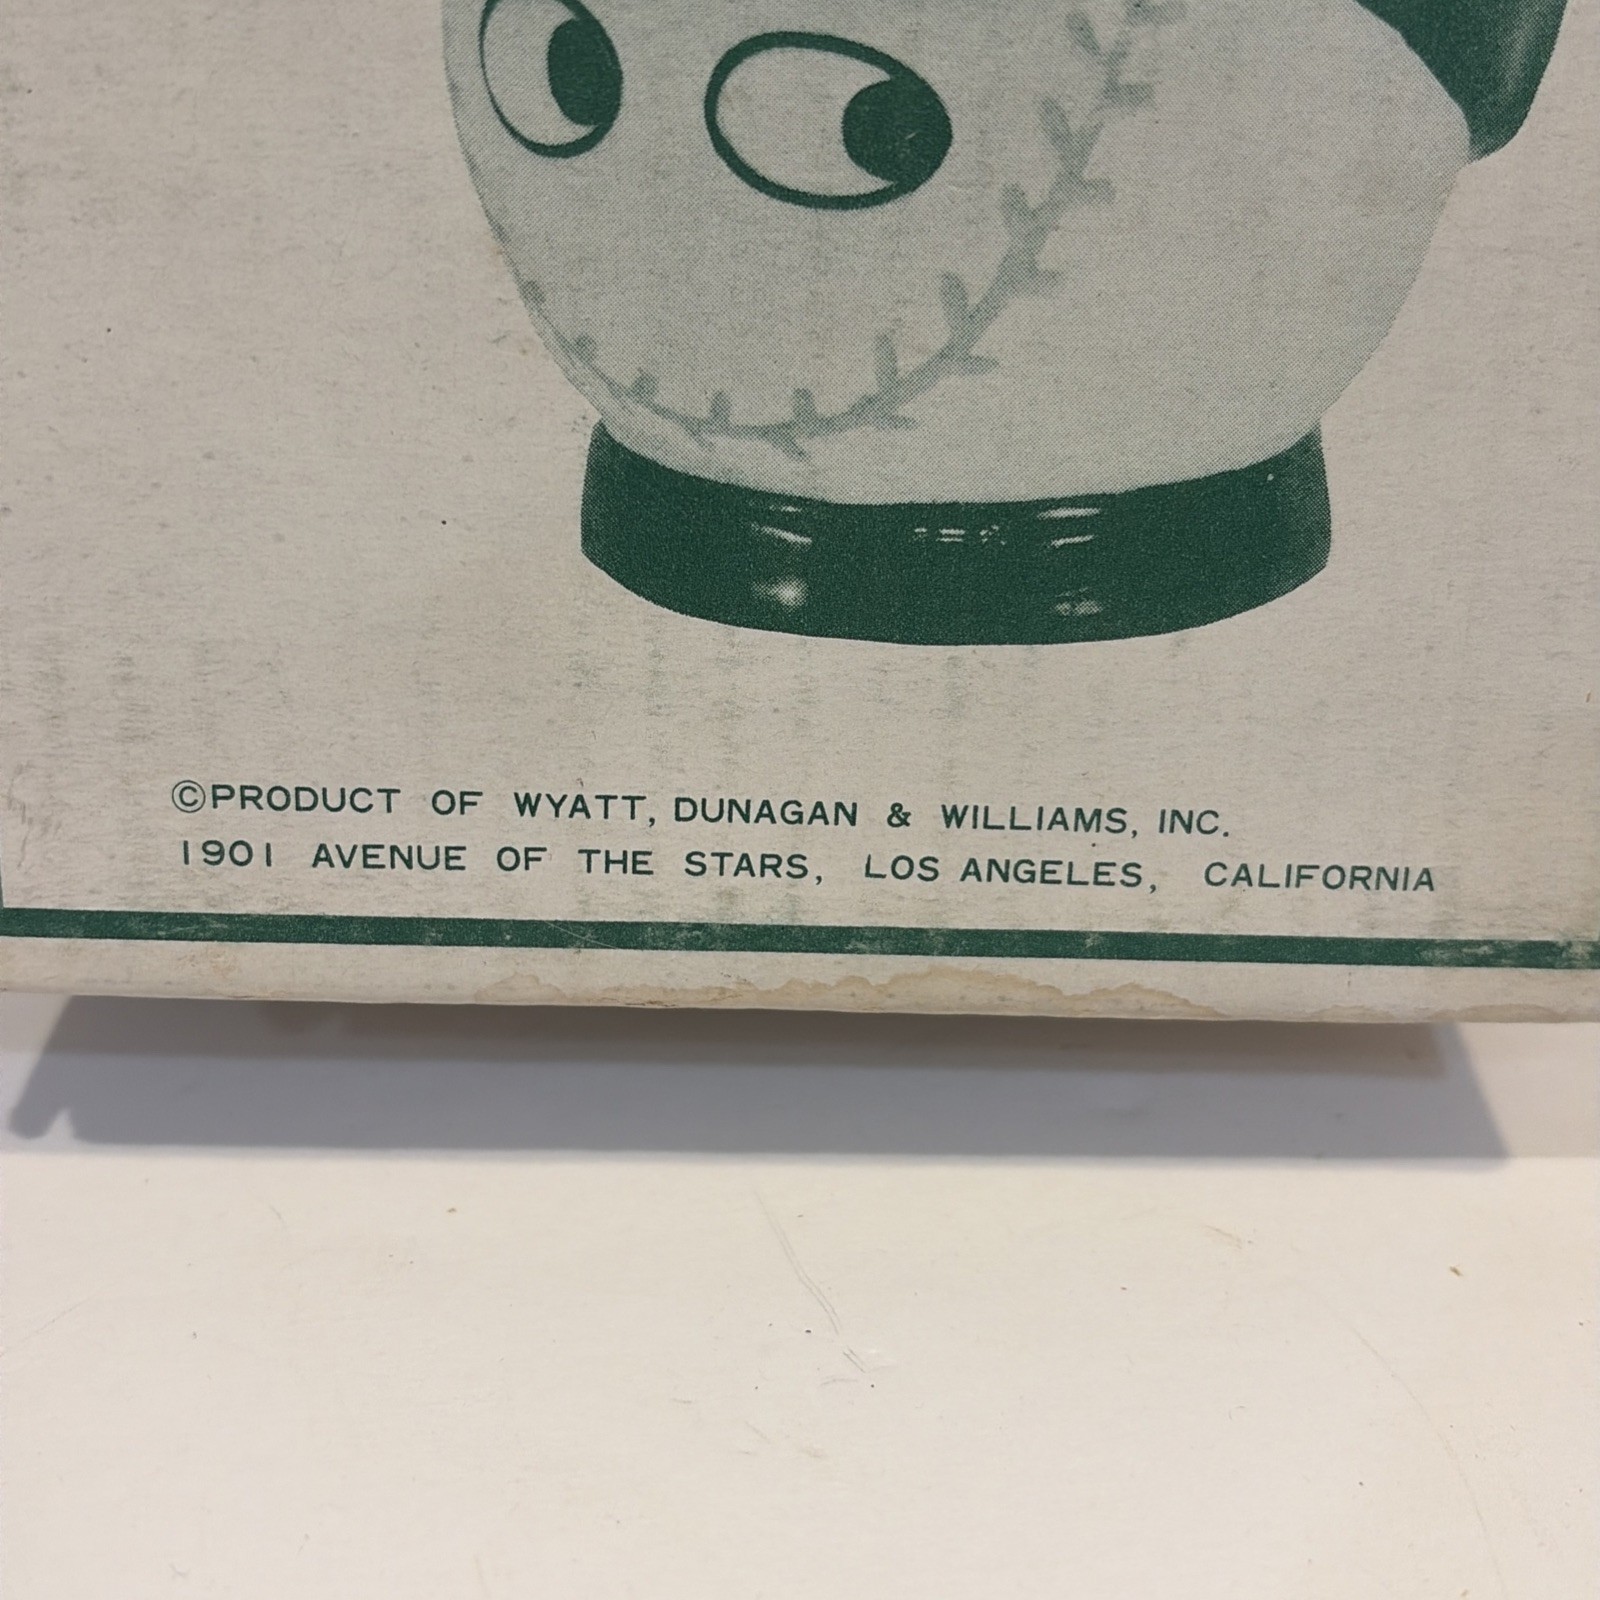 ©PRODUCT OF WYATT, DUNAGAN & WILLIAMS, INC.
1901 AVENUE OF THE STARS, LOS ANGELES, CALIFORNIA